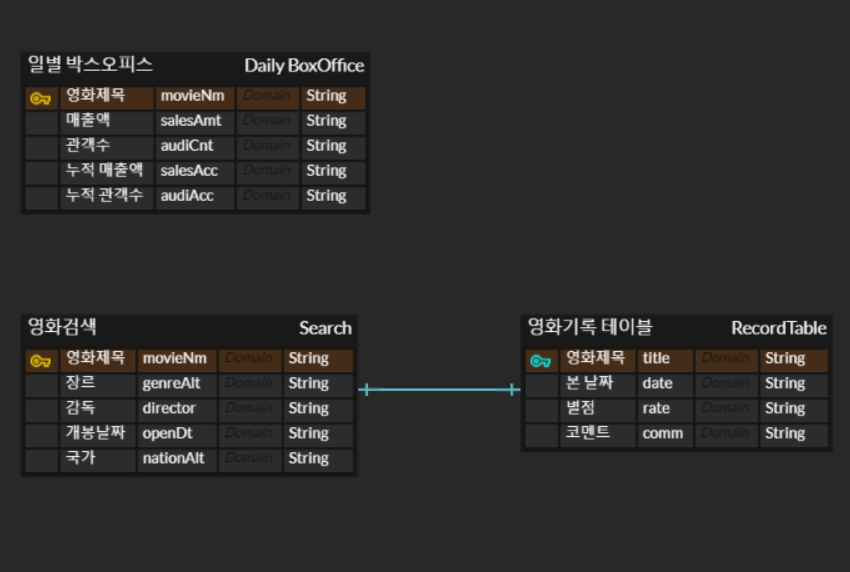 일별 박스오피스 Daily BoxOffice
영화제목 movieNm Domain String
매출액 salesAmt Domain String
관객수 audiCnt Domain String
누적 매출액 salesAcc Domain String
누적 관객수 audiAcc Domain String
영화검색 Search
영화제목 movieNm Domain String
장르 genreAlt Domain String
감독 director Domain String
개봉날짜 openDt Domain String
국가 nationAlt Domain String
영화기록 테이블 RecordTable
영화제목 title Domain String
본 날짜 date Domain String
별점 rate Domain String
코멘트 comm Domain String